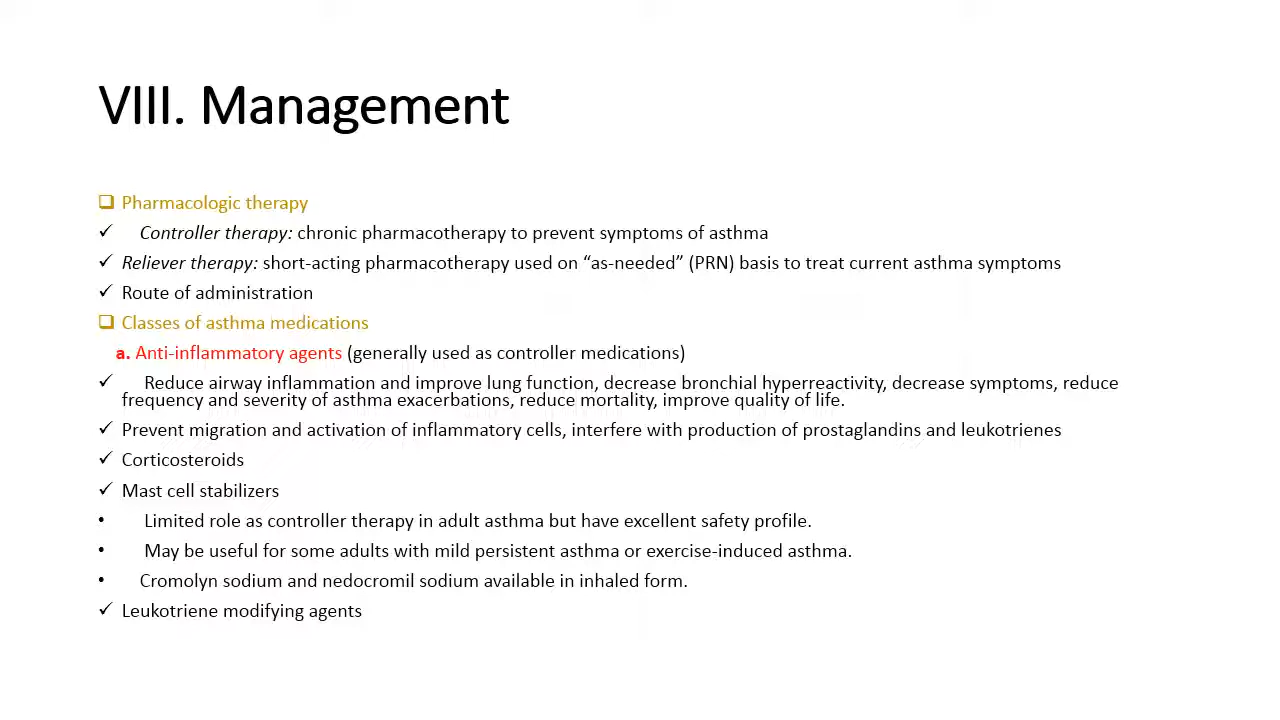 VIII. Management
❑ Pharmacologic therapy
✓ Controller therapy: chronic pharmacotherapy to prevent symptoms of asthma
✓ Reliever therapy: short-acting pharmacotherapy used on “as-needed” (PRN) basis to treat current asthma symptoms
✓ Route of administration
❑ Classes of asthma medications
a. Anti-inflammatory agents (generally used as controller medications)
✓ Reduce airway inflammation and improve lung function, decrease bronchial hyperreactivity, decrease symptoms, reduce
frequency and severity of asthma exacerbations, reduce mortality, improve quality of life.
✓ Prevent migration and activation of inflammatory cells, interfere with production of prostaglandins and leukotrienes
✓ Corticosteroids
✓ Mast cell stabilizers
• Limited role as controller therapy in adult asthma but have excellent safety profile.
• May be useful for some adults with mild persistent asthma or exercise-induced asthma.
• Cromolyn sodium and nedocromil sodium available in inhaled form.
✓ Leukotriene modifying agents